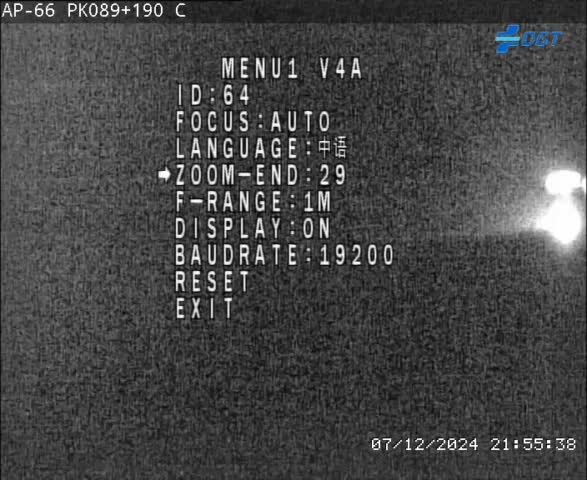 AP-66 PK089+190 C
DGT
MENU1 V4A
ID:64
FOCUS:AUTO
LANGUAGE:中语
ZOOM-END:29
F-RANGE:1M
DISPLAY:ON
BAUDRATE:19200
RESET
EXIT
07/12/2024 21:55:38